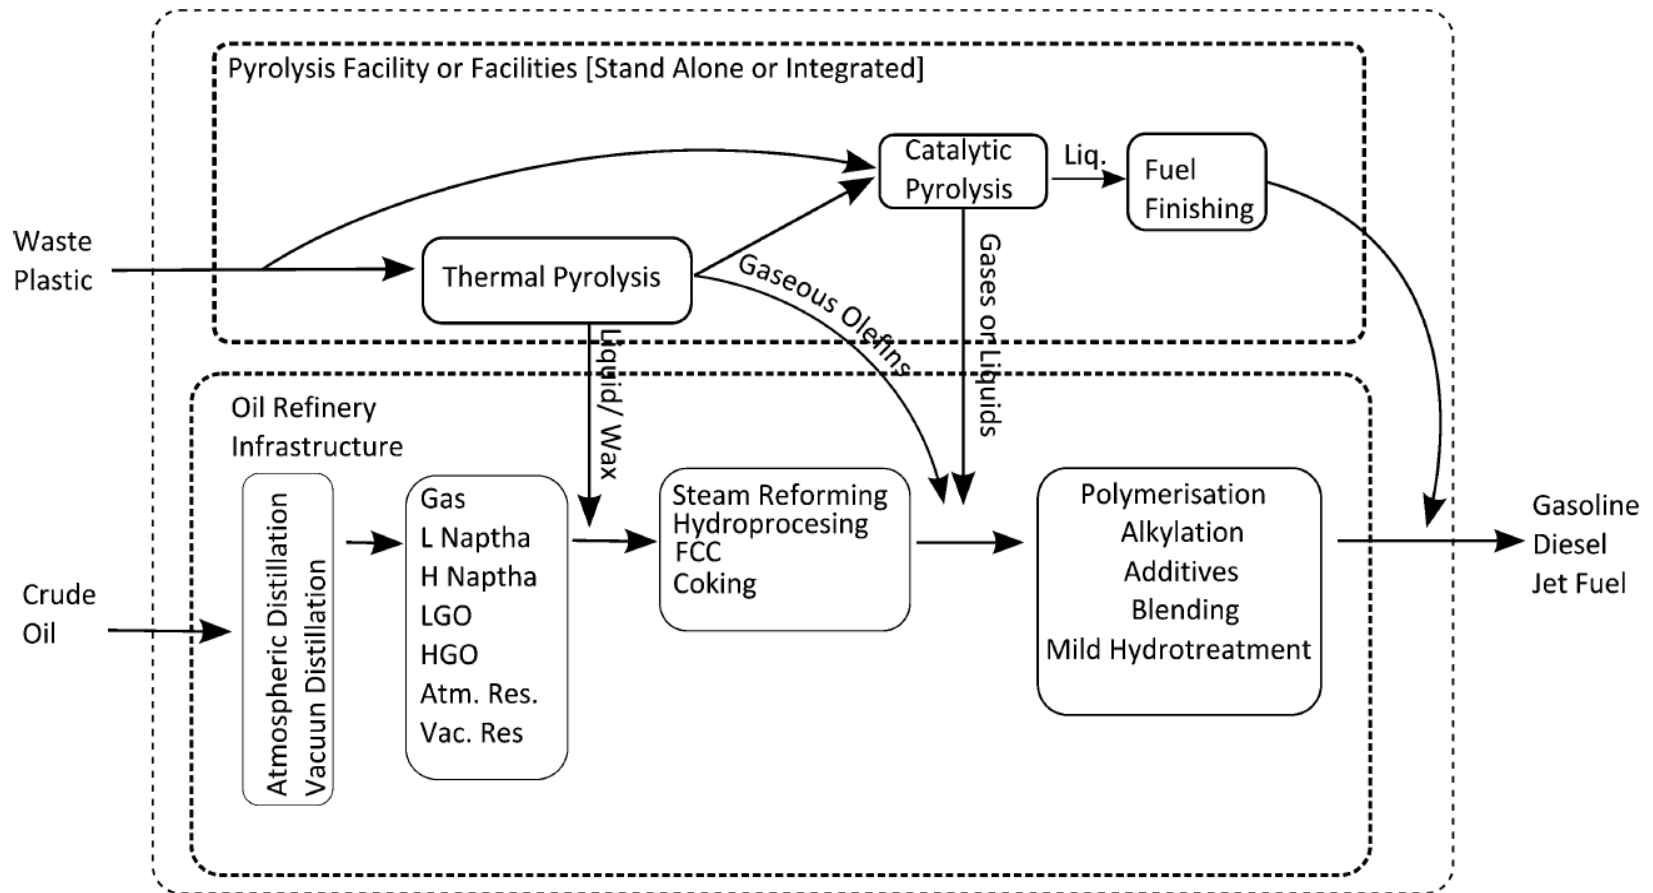 Pyrolysis Facility or Facilities [Stand Alone or Integrated]
Catalytic
Pyrolysis
Liq.
Fuel
Finishing
Waste
Plastic
Thermal Pyrolysis
Gaseous Olefins
Gases or Liquids
Liquid/ Wax
Oil Refinery
Infrastructure
Crude
Oil
Atmospheric Distillation
Vacuun Distillation
Gas
L Naptha
H Naptha
LGO
HGO
Atm. Res.
Vac. Res
Steam Reforming
Hydroprocesing
FCC
Coking
Polymerisation
Alkylation
Additives
Blending
Mild Hydrotreatment
Gasoline
Diesel
Jet Fuel